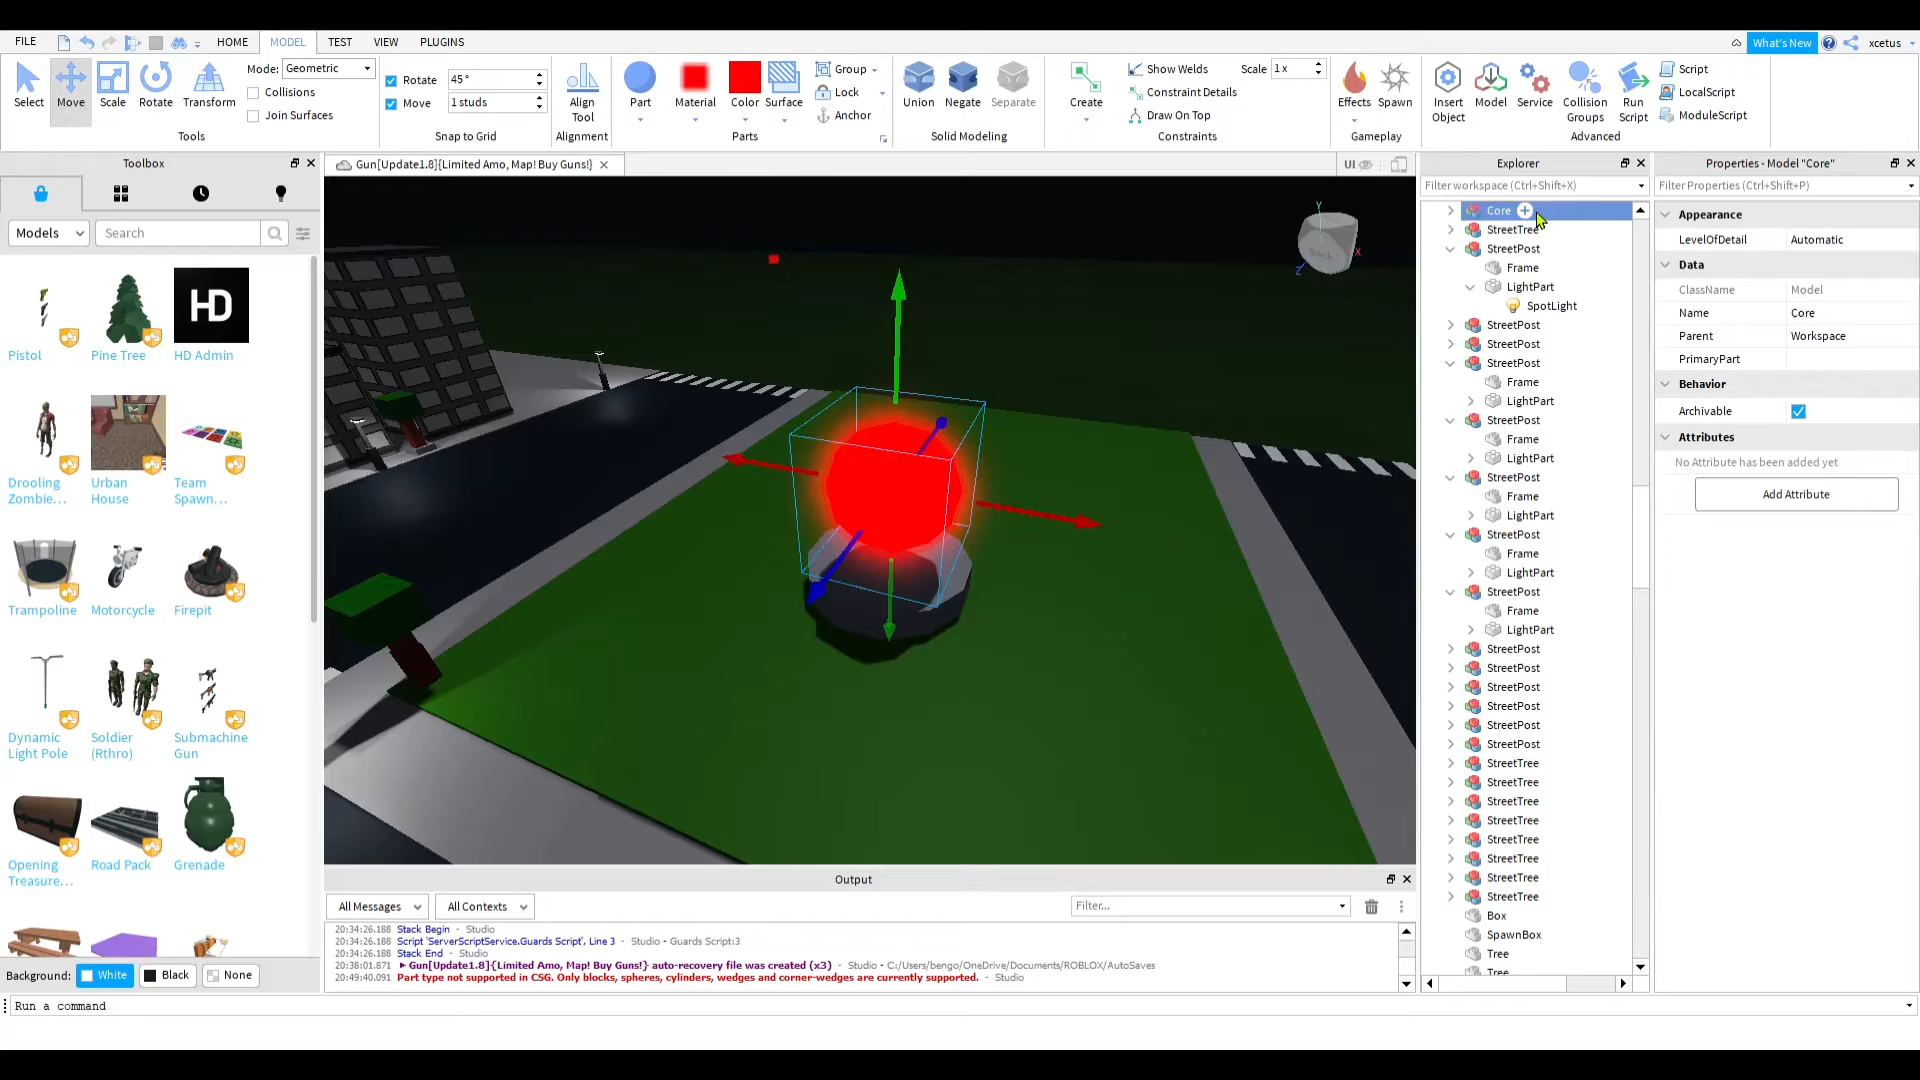 FILE HOME MODEL TEST VIEW PLUGINS What's New xcetus
Select Move Scale Rotate Transform
Mode: Geometric
Collisions
Join Surfaces
Tools
Rotate 45°
Move 1 studs
Snap to Grid
Align Tool
Alignment
Part Material Color Surface
Group
Lock
Anchor
Parts
Union Negate Separate
Solid Modeling
Create
Show Welds
Constraint Details
Draw On Top
Scale 1x
Constraints
Effects Spawn
Gameplay
Insert Object
Model
Service
Collision Groups
Run Script
Script
LocalScript
ModuleScript
Advanced
Toolbox
Models Search
Pistol Pine Tree HD Admin
HD
Drooling Zombie... Urban House Team Spawn...
Trampoline Motorcycle Firepit
Dynamic Light Pole Soldier (Rthro) Submachine Gun
Opening Treasure... Road Pack Grenade
Background: White Black None
Run a command
Gun[Update1.8]{Limited Amo, Map! Buy Guns!}
UI
Y
X
Z
Back
Output
All Messages All Contexts Filter...
20:34:26.188 Stack Begin - Studio
20:34:26.188 Script 'ServerScriptService.Guards Script', Line 3 - Studio - Guards Script:3
20:34:26.188 Stack End - Studio
20:38:01.871 Gun[Update1.8]{Limited Amo, Map! Buy Guns!} auto-recovery file was created (x3) - Studio - C:/Users/bengo/OneDrive/Documents/ROBLOX/AutoSaves
20:49:40.091 Part type not supported in CSG. Only blocks, spheres, cylinders, wedges and corner-wedges are currently supported. - Studio
Explorer
Filter workspace (Ctrl+Shift+X)
Core
StreetTree
StreetPost
Frame
LightPart
SpotLight
StreetPost
StreetPost
StreetPost
Frame
LightPart
StreetPost
Frame
LightPart
StreetPost
Frame
LightPart
StreetPost
Frame
LightPart
StreetPost
Frame
LightPart
StreetPost
StreetPost
StreetPost
StreetPost
StreetPost
StreetPost
StreetTree
StreetTree
StreetTree
StreetTree
StreetTree
StreetTree
StreetTree
StreetTree
Box
SpawnBox
Tree
Tree
Properties - Model "Core"
Filter Properties (Ctrl+Shift+P)
Appearance
LevelOfDetail Automatic
Data
ClassName Model
Name Core
Parent Workspace
PrimaryPart
Behavior
Archivable
Attributes
No Attribute has been added yet
Add Attribute